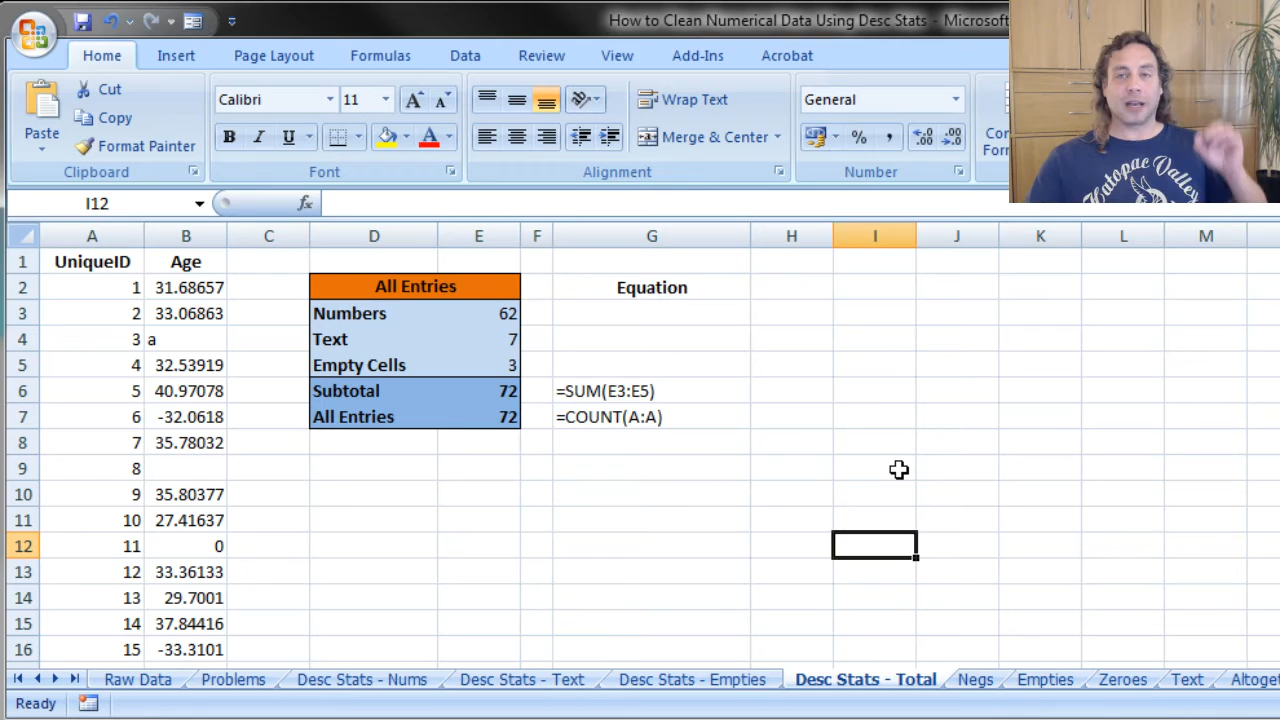 How to Clean Numerical Data Using Desc Stats - Microsoft
Home Insert Page Layout Formulas Data Review View Add-Ins Acrobat
Paste
Cut
Copy
Format Painter
Clipboard
Calibri 11
A A
B I U
A
Font
Wrap Text
Merge & Center
Alignment
General
% , .00 .00
Number
Con
Form
Hatopac Valley
I12 fx
A B C D E F G H I J K L M
1 UniqueID Age
2 1 31.68657 All Entries Equation
3 2 33.06863 Numbers 62
4 3 a Text 7
5 4 32.53919 Empty Cells 3
6 5 40.97078 Subtotal 72 =SUM(E3:E5)
7 6 -32.0618 All Entries 72 =COUNT(A:A)
8 7 35.78032
9 8
10 9 35.80377
11 10 27.41637
12 11 0
13 12 33.36133
14 13 29.7001
15 14 37.84416
16 15 -33.3101
Raw Data Problems Desc Stats - Nums Desc Stats - Text Desc Stats - Empties Desc Stats - Total Negs Empties Zeroes Text Altoget
Ready